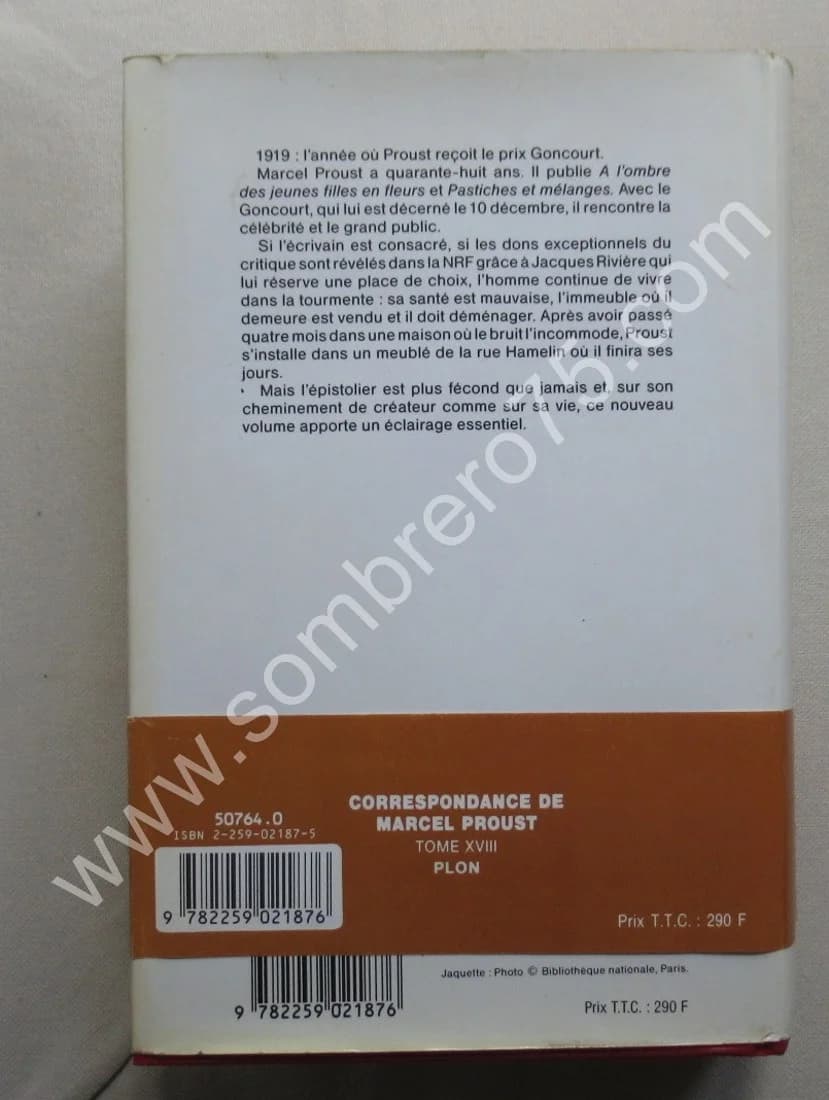 1919 : l'année où Proust reçoit le prix Goncourt.
Marcel Proust a quarante-huit ans. Il publie A l'ombre
des jeunes filles en fleurs et Pastiches et mélanges. Avec le
Goncourt, qui lui est décerné le 10 décembre, il rencontre la
célébrité et le grand public.
Si l'écrivain est consacré, si les dons exceptionnels du
critique sont révélés dans la NRF grâce à Jacques Rivière qui
lui réserve une place de choix, l'homme continue de vivre
dans la tourmente : sa santé est mauvaise, l'immeuble où il
demeure est vendu et il doit déménager. Après avoir passé
quatre mois dans une maison où le bruit l'incommode, Proust
s'installe dans un meublé de la rue Hamelin où il finira ses
jours.
Mais l'épistolier est plus fécond que jamais et, sur son
cheminement de créateur comme sur sa vie, ce nouveau
volume apporte un éclairage essentiel.
www.sombrero75.com
50764.0
ISBN 2-259-02187-5
9 782259 021876
CORRESPONDANCE DE
MARCEL PROUST
TOME XVIII
PLON
Prix T.T.C. : 290 F
Jaquette : Photo © Bibliothèque nationale, Paris.
9 782259 021876
Prix T.T.C. : 290 F